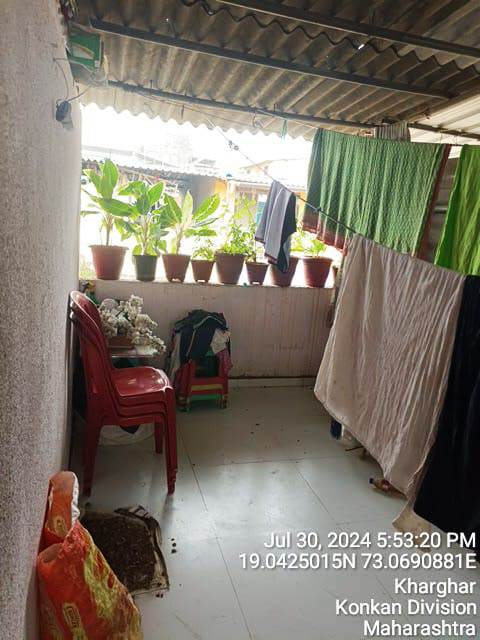 Jul 30, 2024 5:53:20 PM
19.0425015N 73.0690881E
Kharghar
Konkan Division
Maharashtra